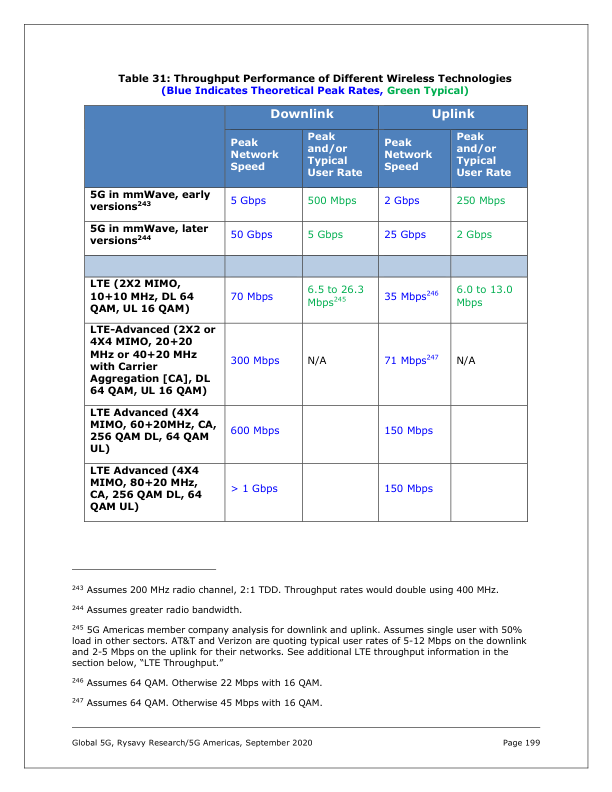 Table 31: Throughput Performance of Different Wireless Technologies
(Blue Indicates Theoretical Peak Rates, Green Typical)
Downlink
Uplink
Peak
Network
Speed
Peak
and/or
Typical
User Rate
Peak
Network
Speed
Peak
and/or
Typical
User Rate
5G in mmWave, early
versions243
5 Gbps
500 Mbps
2 Gbps
250 Mbps
5G in mmWave, later
versions244
50 Gbps
5 Gbps
25 Gbps
2 Gbps
LTE (2X2 MIMO,
10+10 MHz, DL 64
QAM, UL 16 QAM)
70 Mbps
6.5 to 26.3
Mbps245
35 Mbps246
6.0 to 13.0
Mbps
LTE-Advanced (2X2 or
4X4 MIMO, 20+20
MHz or 40+20 MHz
with Carrier
Aggregation [CA], DL
64 QAM, UL 16 QAM)
300 Mbps
N/A
71 Mbps247
N/A
LTE Advanced (4X4
MIMO, 60+20MHz, CA,
256 QAM DL, 64 QAM
UL)
600 Mbps
150 Mbps
LTE Advanced (4X4
MIMO, 80+20 MHz,
CA, 256 QAM DL, 64
QAM UL)
> 1 Gbps
150 Mbps
243 Assumes 200 MHz radio channel, 2:1 TDD. Throughput rates would double using 400 MHz.
244 Assumes greater radio bandwidth.
245 5G Americas member company analysis for downlink and uplink. Assumes single user with 50%
load in other sectors. AT&T and Verizon are quoting typical user rates of 5-12 Mbps on the downlink
and 2-5 Mbps on the uplink for their networks. See additional LTE throughput information in the
section below, “LTE Throughput.”
246 Assumes 64 QAM. Otherwise 22 Mbps with 16 QAM.
247 Assumes 64 QAM. Otherwise 45 Mbps with 16 QAM.
Global 5G, Rysavy Research/5G Americas, September 2020
Page 199